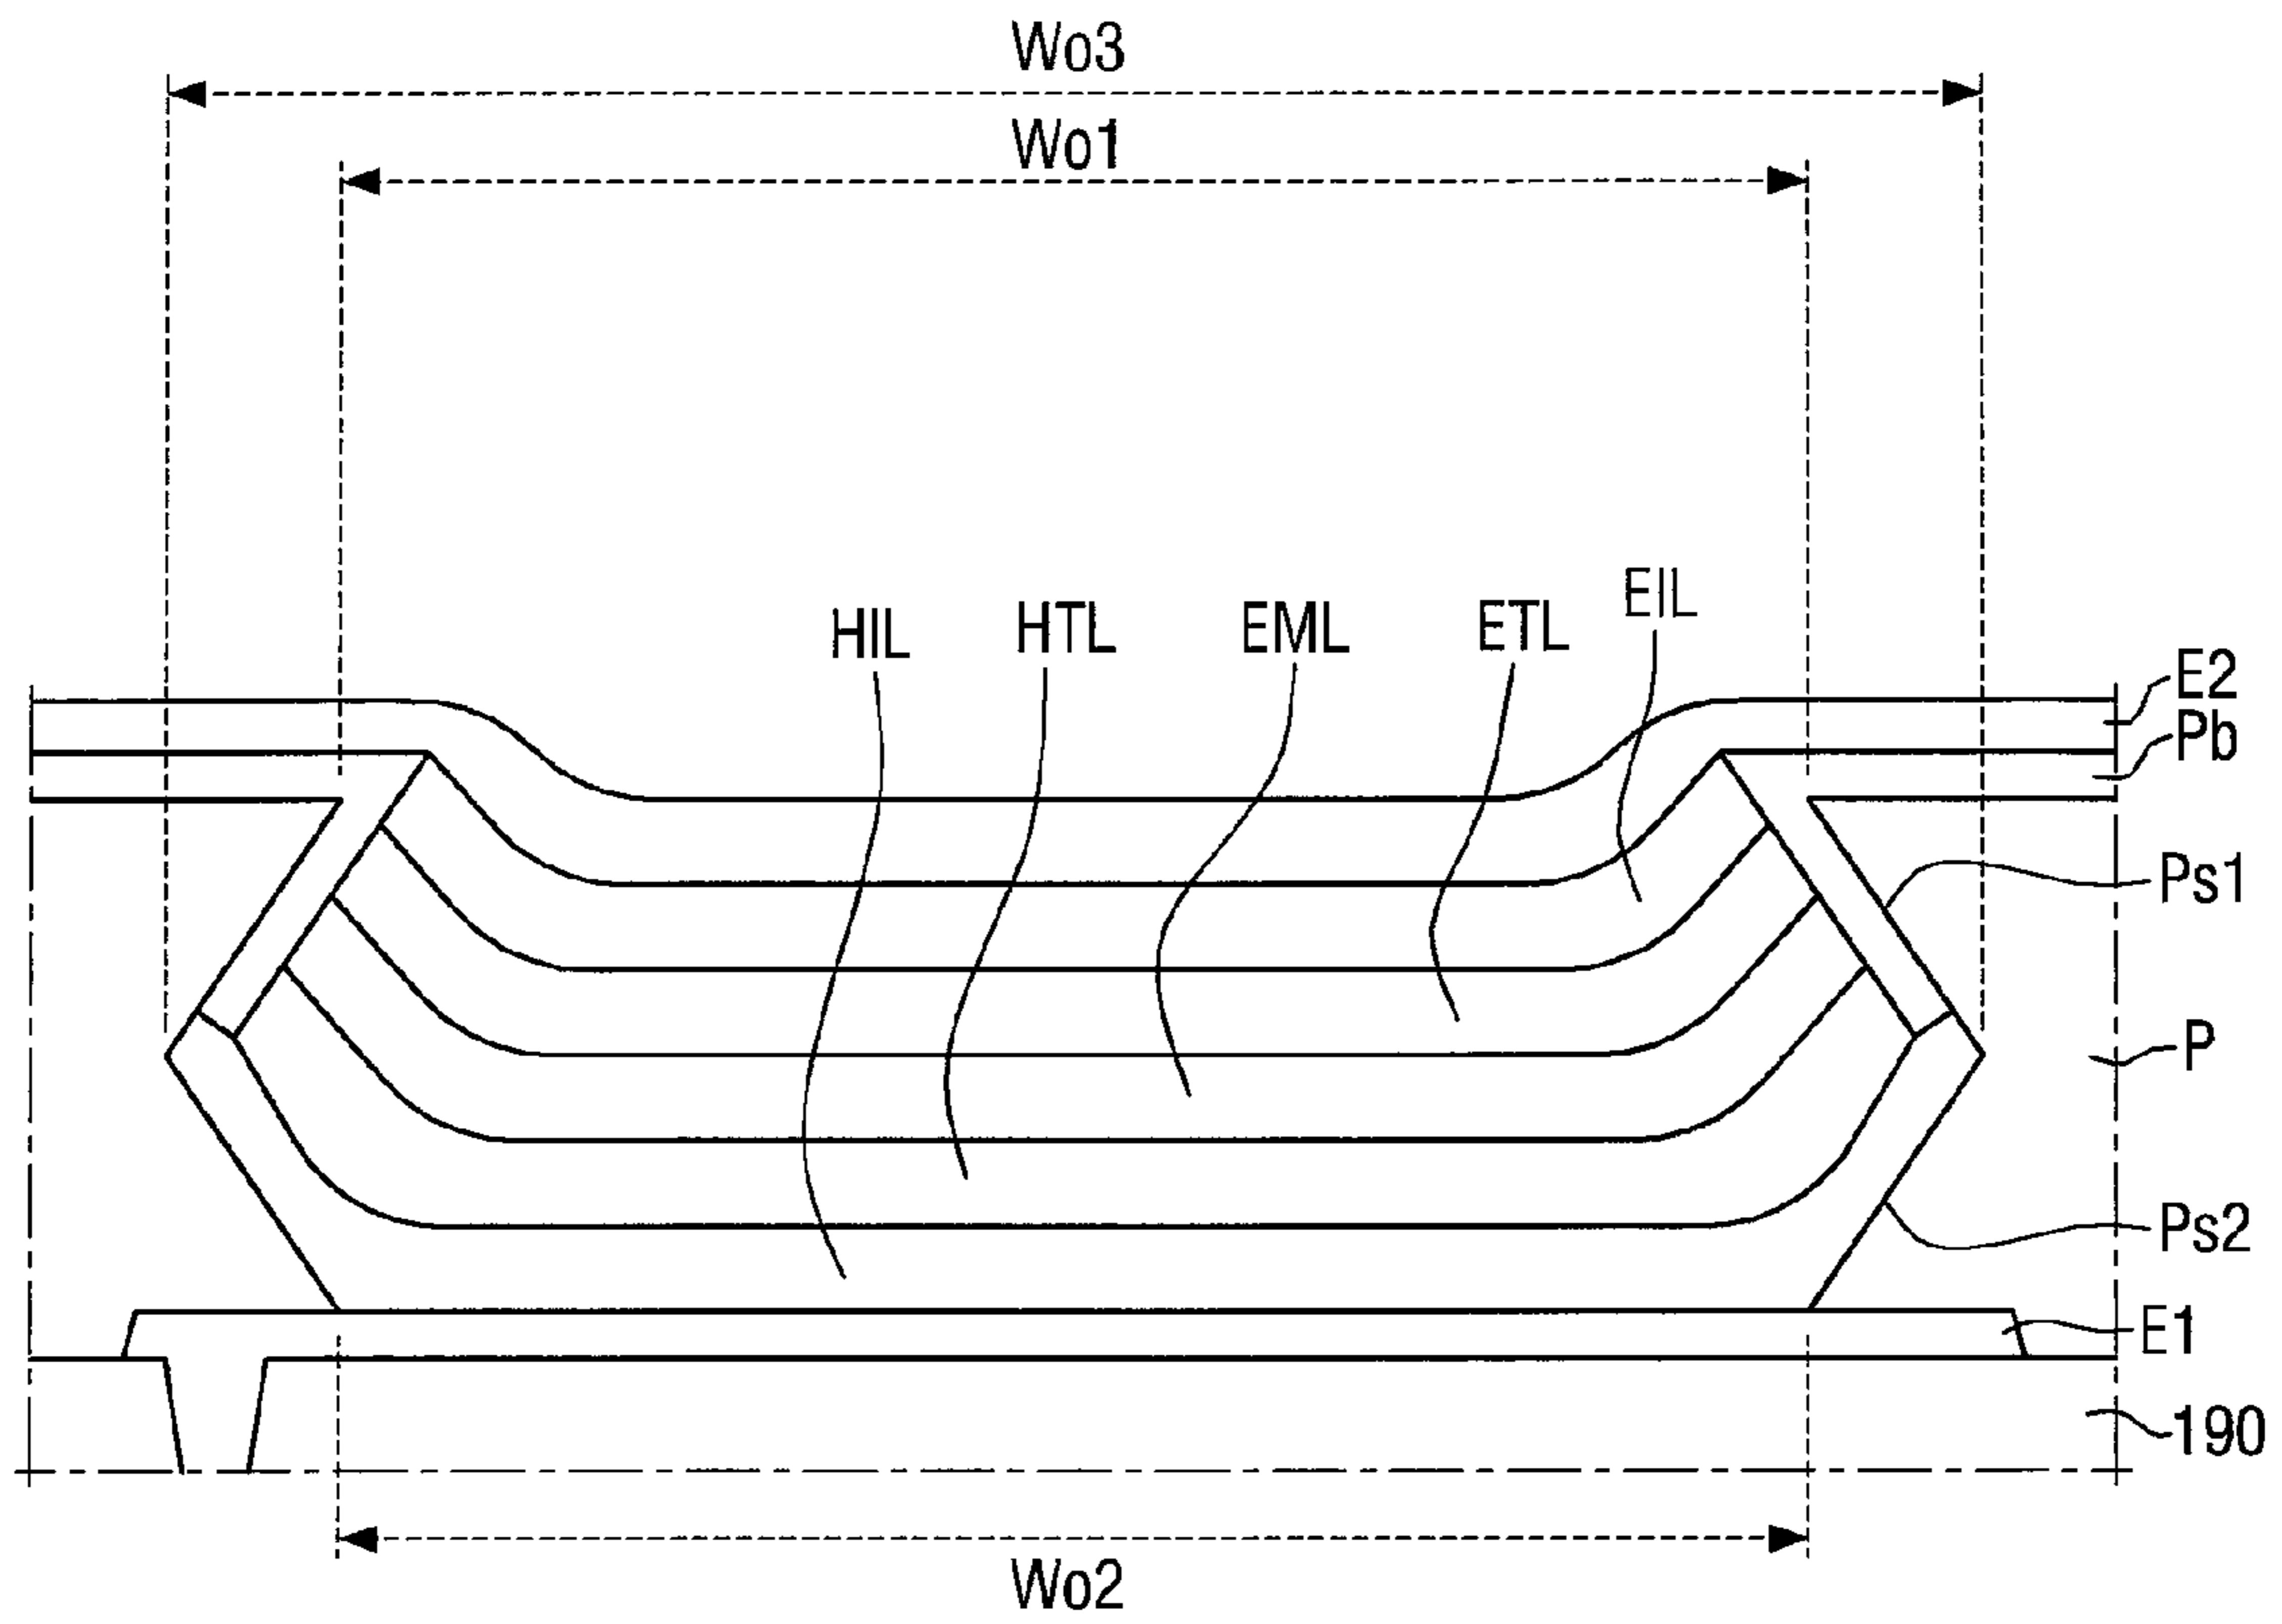 Wo3
Wo1
HIL HTL EML ETL EIL
E2
Pb
Ps1
P
Ps2
E1
190
Wo2